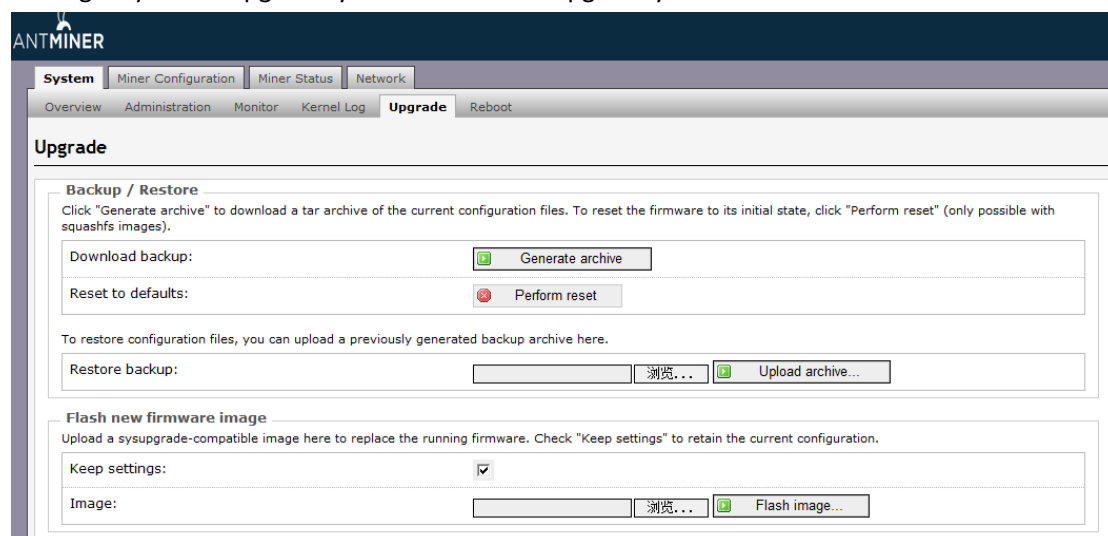 ANTMINER
System Miner Configuration Miner Status Network
Overview Administration Monitor Kernel Log Upgrade Reboot
Upgrade
Backup / Restore
Click "Generate archive" to download a tar archive of the current configuration files. To reset the firmware to its initial state, click "Perform reset" (only possible with
squashfs images).
Download backup: Generate archive
Reset to defaults: Perform reset
To restore configuration files, you can upload a previously generated backup archive here.
Restore backup: 浏览... Upload archive...
Flash new firmware image
Upload a sysupgrade-compatible image here to replace the running firmware. Check "Keep settings" to retain the current configuration.
Keep settings:
Image: 浏览... Flash image...